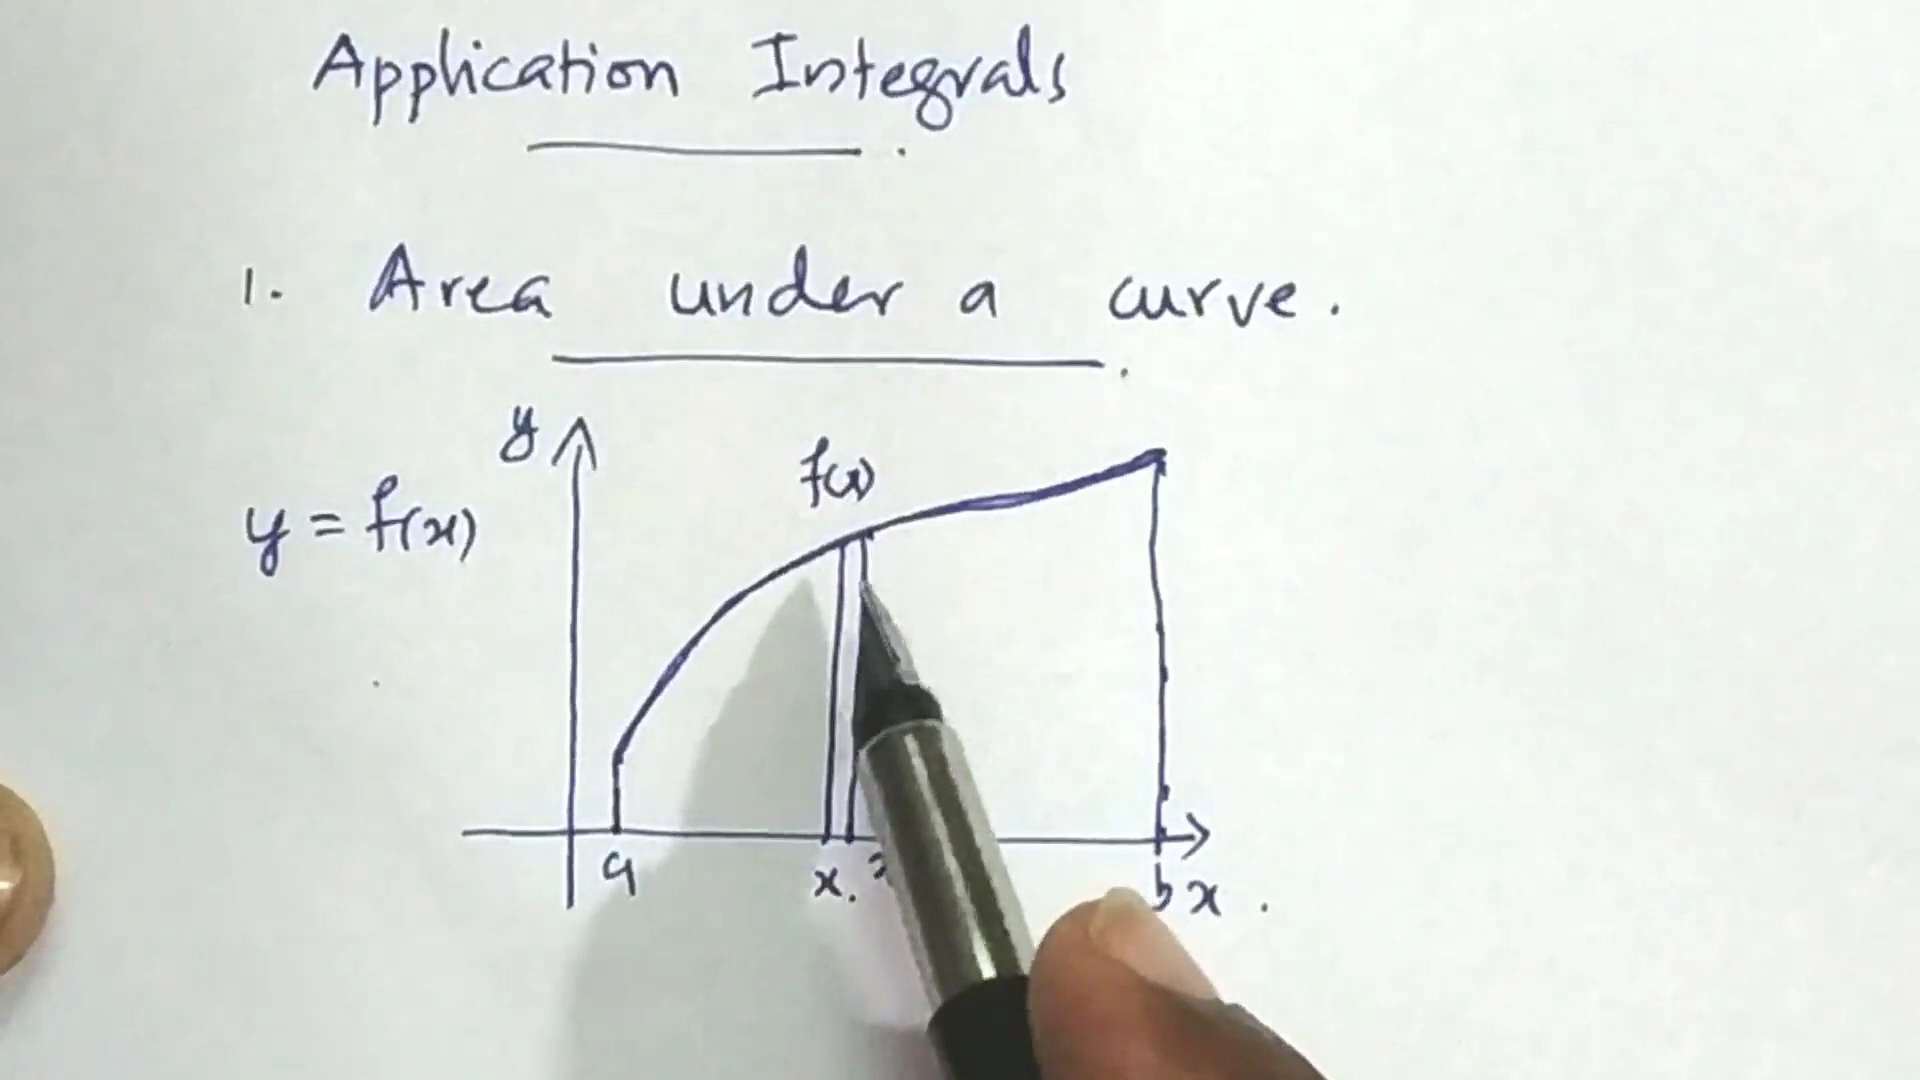 Application Integrals
1. Area under a curve.
y
f(x)
y = f(x)
a x. b x .